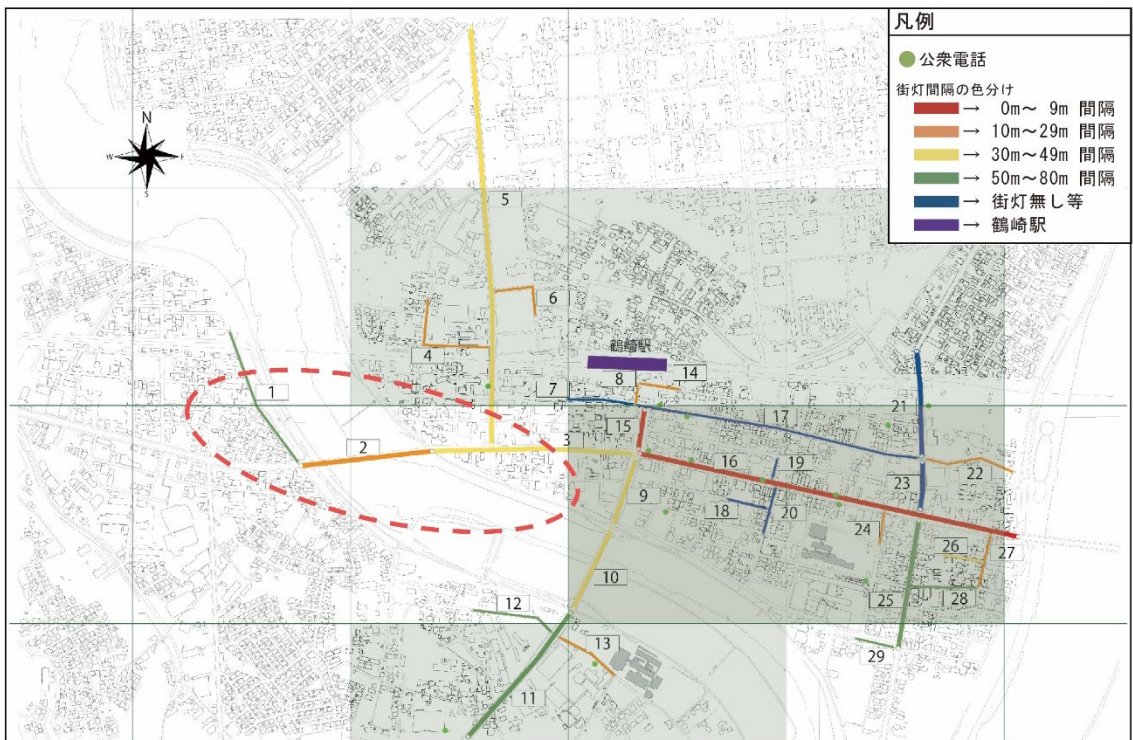 凡例
公衆電話
街灯間隔の色分け
→ 0m～ 9m 間隔
→ 10m～29m 間隔
→ 30m～49m 間隔
→ 50m～80m 間隔
→ 街灯無し等
→ 鶴崎駅
N
W
E
S
5
6
4
鶴崎駅
8
14
7
1
15
17
21
2
3
16
19
22
9
18
20
23
24
26
27
10
25
28
12
13
29
11